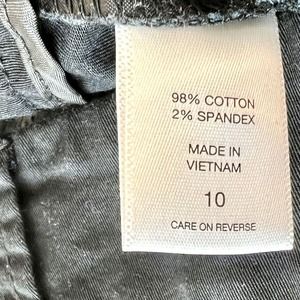 98% COTTON
2% SPANDEX
MADE IN
VIETNAM
10
CARE ON REVERSE